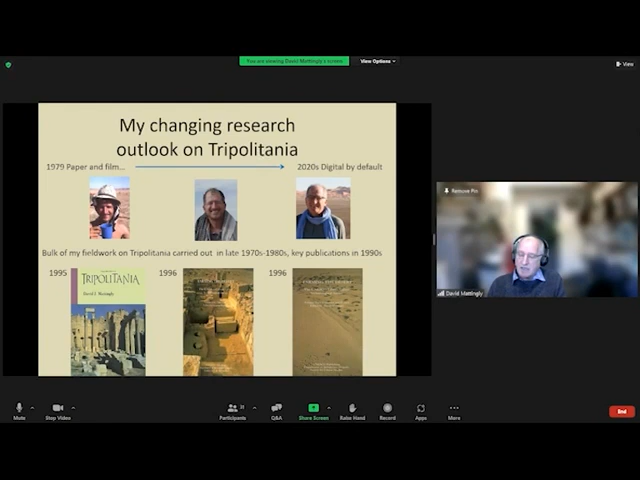 You are viewing David Mattingly's screen
View Options
View
My changing research
outlook on Tripolitania
1979 Paper and film...
2020s Digital by default
Bulk of my fieldwork on Tripolitania carried out in late 1970s-1980s, key publications in 1990s
1995
1996
1996
TRIPOLITANIA
David J. Mattingly
Remove Pin
David Mattingly
Mute
Stop Video
Participants
Q&A
Share Screen
Raise Hand
Record
Apps
More
End